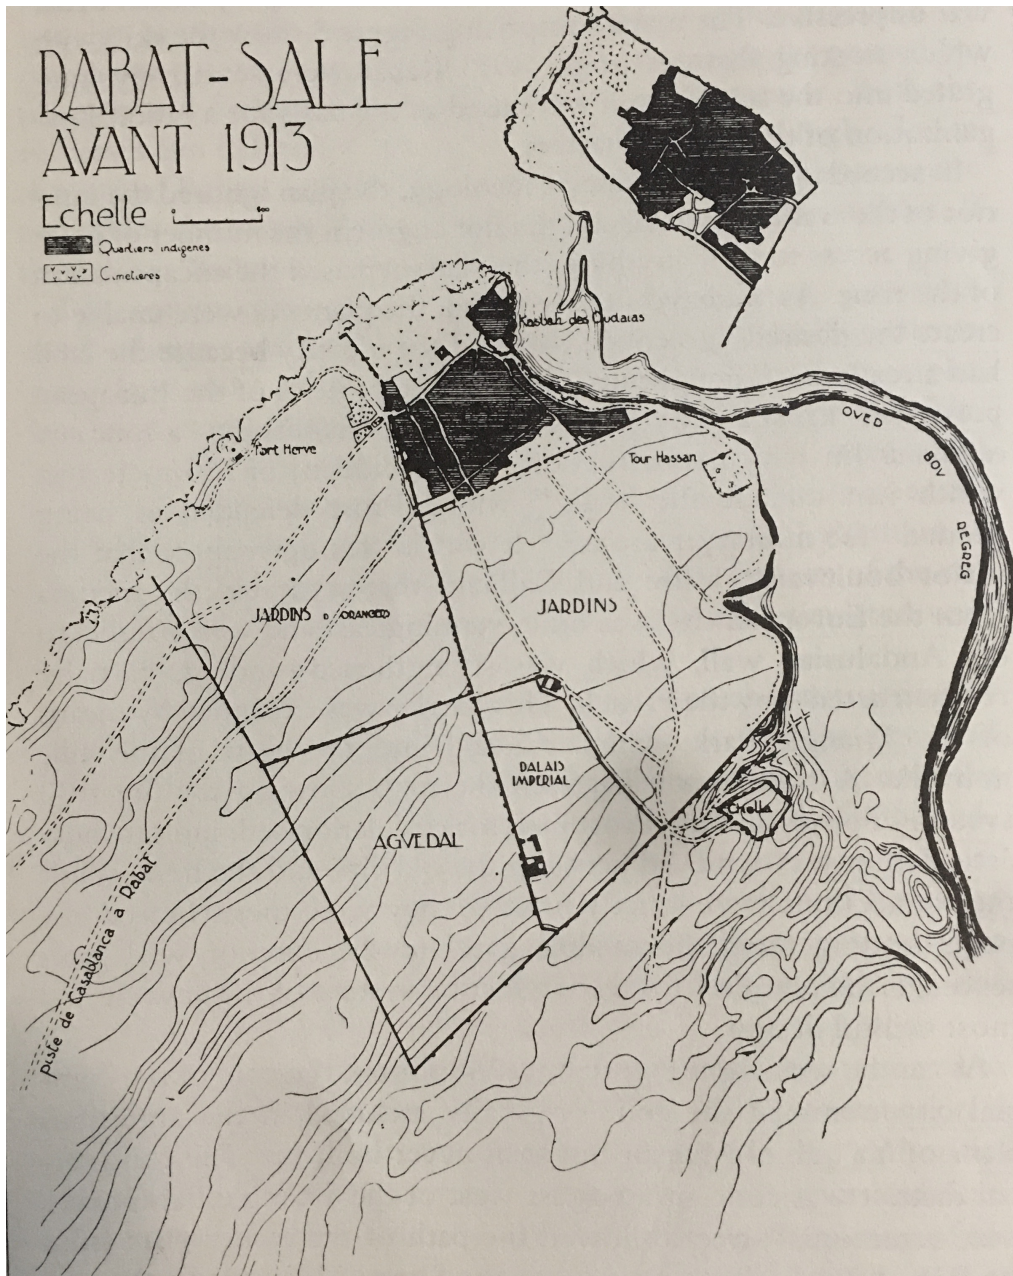 RABAT-SALE
AVANT 1913
Echelle
Quartiers indigenes
Cimetieres
Kasbah des Oudaias
Fort Herve
Tour Hassan
OVED
BOV
REGREG
JARDINS D ORANGERS
JARDINS
PALAIS
IMPERIAL
Chella
AGVEDAL
piste de Casablanca a Rabat